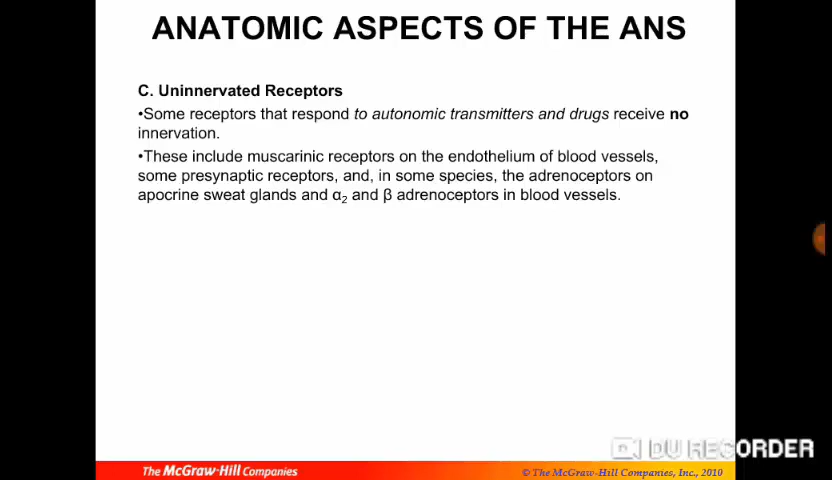 ANATOMIC ASPECTS OF THE ANS
C. Uninnervated Receptors
•Some receptors that respond to autonomic transmitters and drugs receive no
innervation.
•These include muscarinic receptors on the endothelium of blood vessels,
some presynaptic receptors, and, in some species, the adrenoceptors on
apocrine sweat glands and α₂ and β adrenoceptors in blood vessels.
DU RECORDER
The McGraw-Hill Companies
© The McGraw-Hill Companies, Inc., 2010